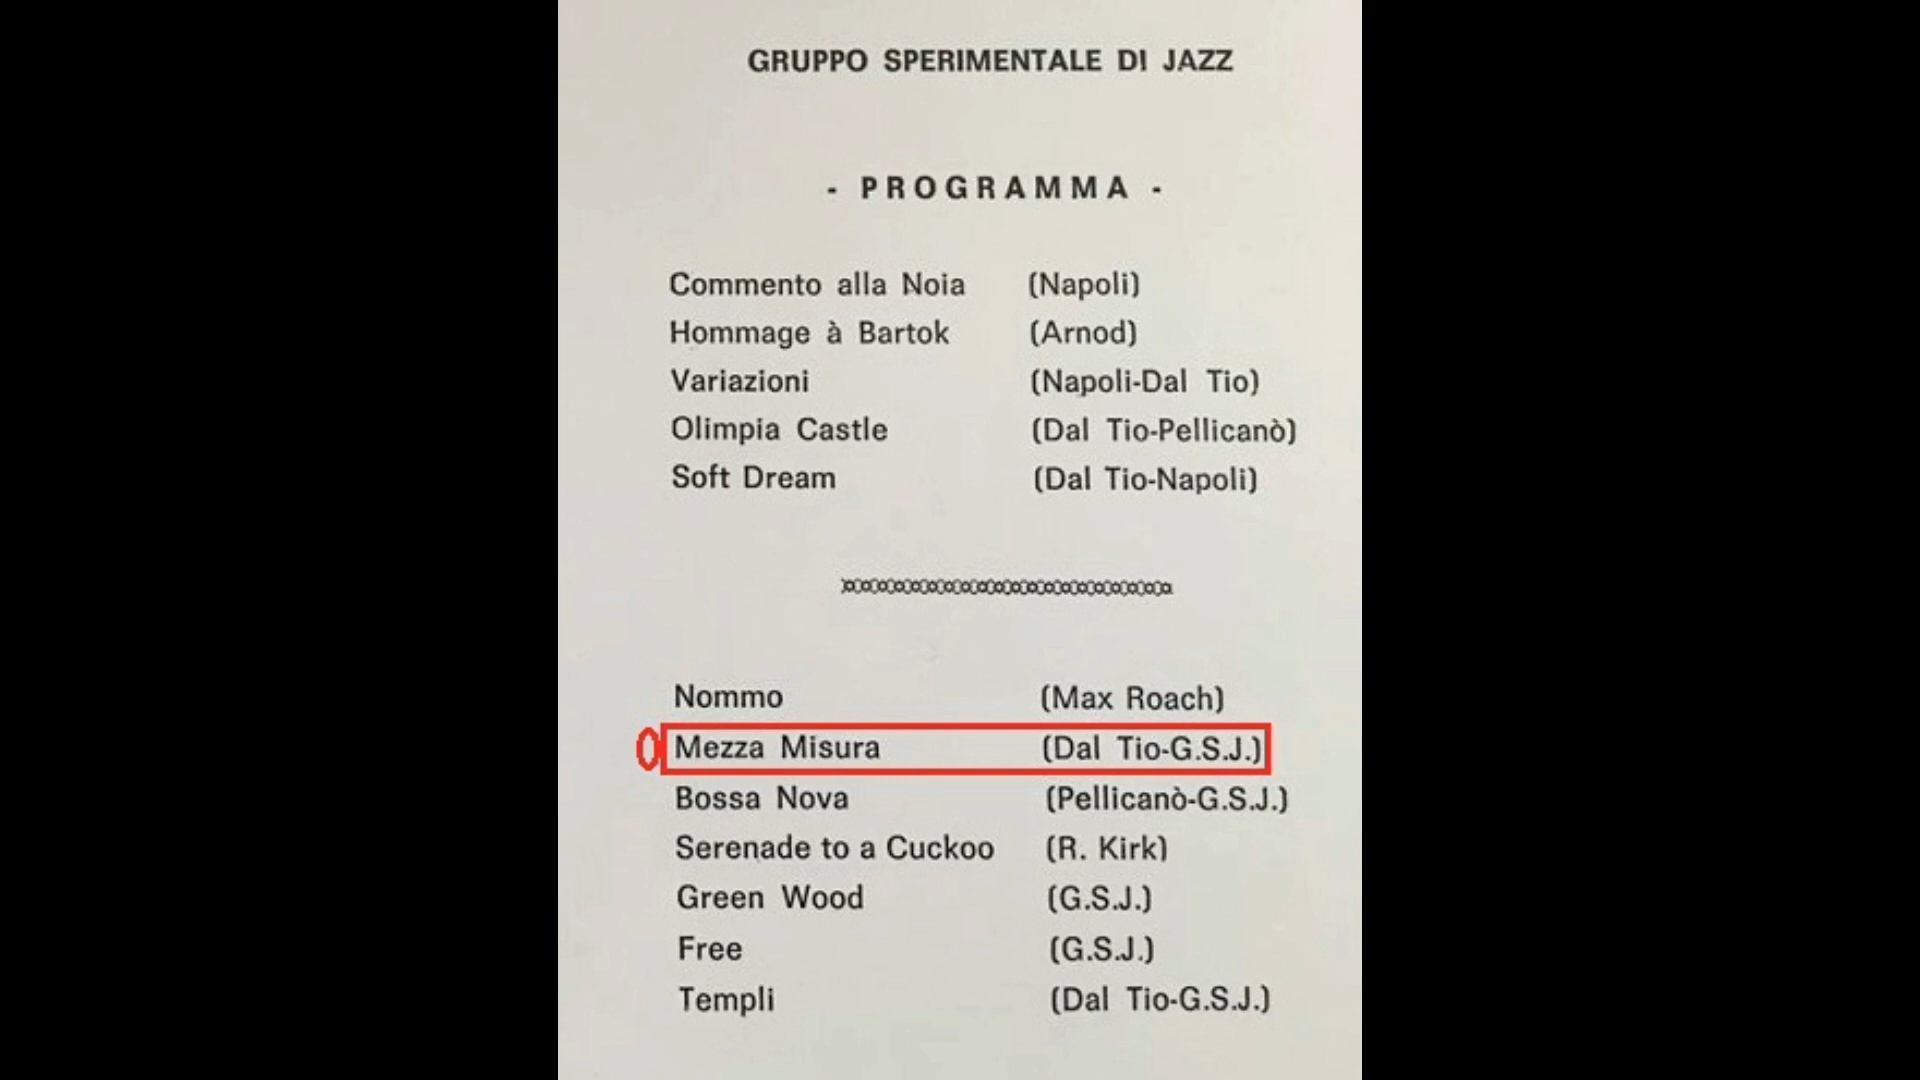 GRUPPO SPERIMENTALE DI JAZZ
- PROGRAMMA -
Commento alla Noia (Napoli)
Hommage à Bartok (Arnod)
Variazioni (Napoli-Dal Tio)
Olimpia Castle (Dal Tio-Pellicanò)
Soft Dream (Dal Tio-Napoli)
Nommo (Max Roach)
Mezza Misura (Dal Tio-G.S.J.)
Bossa Nova (Pellicanò-G.S.J.)
Serenade to a Cuckoo (R. Kirk)
Green Wood (G.S.J.)
Free (G.S.J.)
Templi (Dal Tio-G.S.J.)